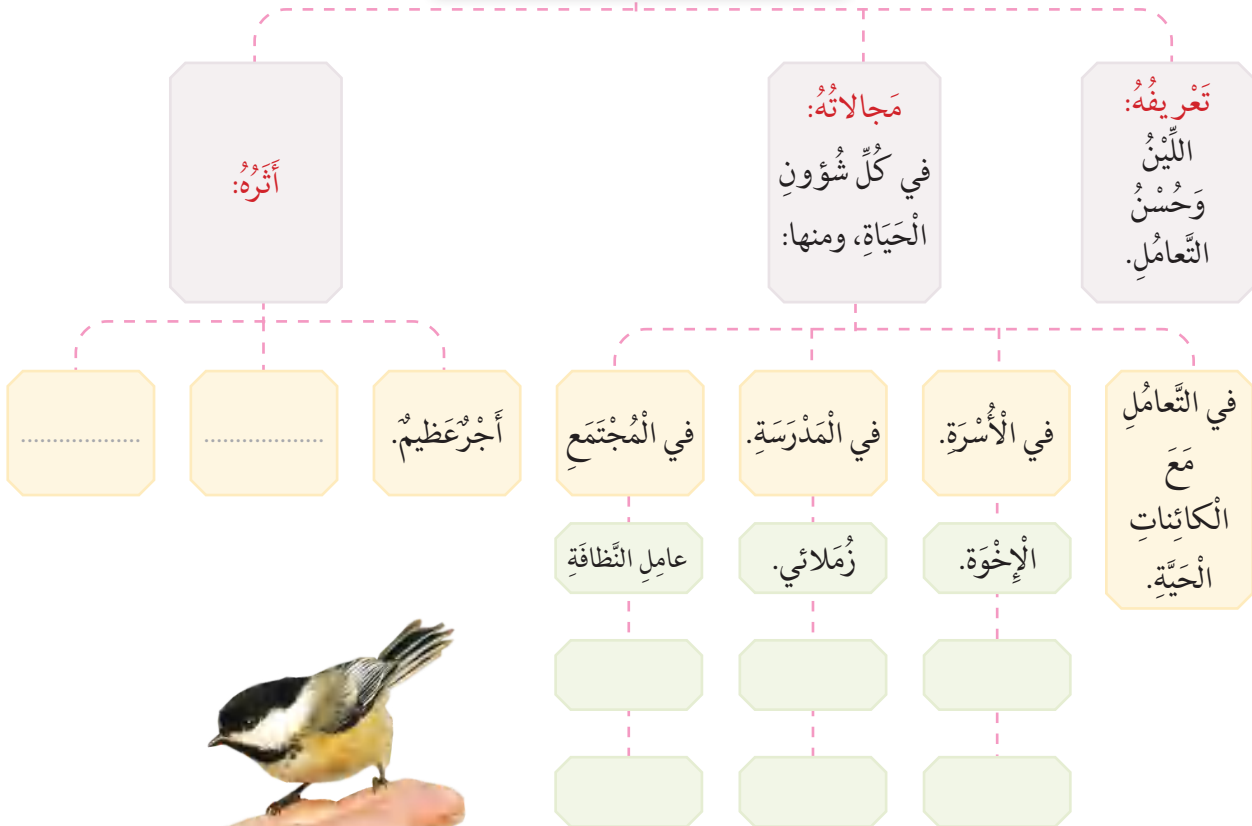 تَعْريفُهُ:
اللِّيْنُ
وَحُسْنُ
التَّعامُلِ.
مَجالاتُهُ:
في كُلِّ شُؤونِ
الْحَيَاةِ، ومنها:
أَثَرُهُ:
في التَّعامُلِ
مَعَ
الْكائِناتِ
الْحَيَّةِ.
في الْأُسْرَةِ.
في الْمَدْرَسَةِ.
في الْمُجْتَمَعِ
أَجْرٌ عَظيمٌ.
..................
..................
الْإِخْوَة.
زُمَلائي.
عامِلِ النَّظافَةِ